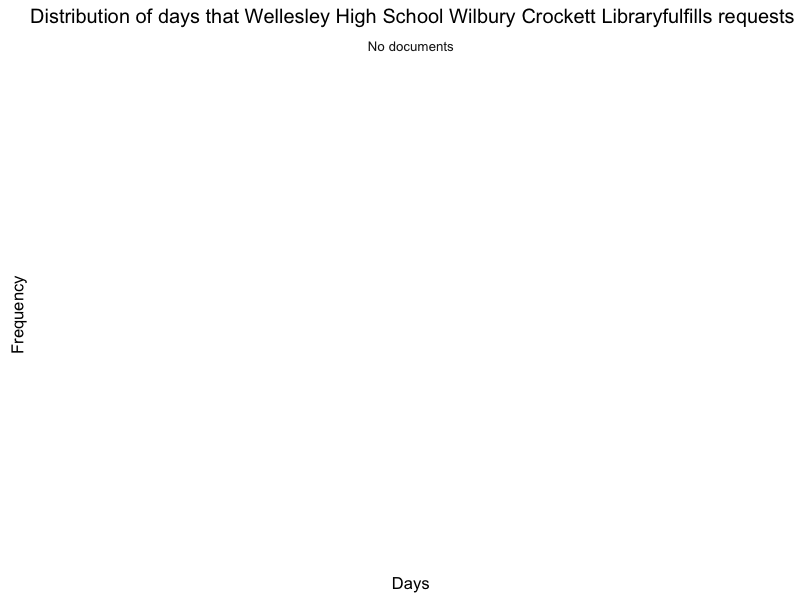 Distribution of days that Wellesley High School Wilbury Crockett Libraryfulfills requests
No documents
Frequency
Days